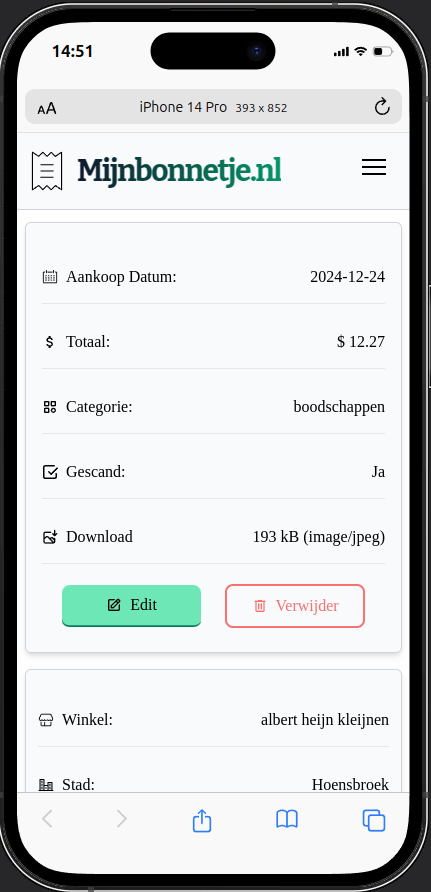 14:51
AA
iPhone 14 Pro 393 x 852
Mijnbonnetje.nl
Aankoop Datum: 2024-12-24
Totaal: $ 12.27
Categorie: boodschappen
Gescand: Ja
Download 193 kB (image/jpeg)
Edit Verwijder
Winkel: albert heijn kleijnen
Stad: Hoensbroek